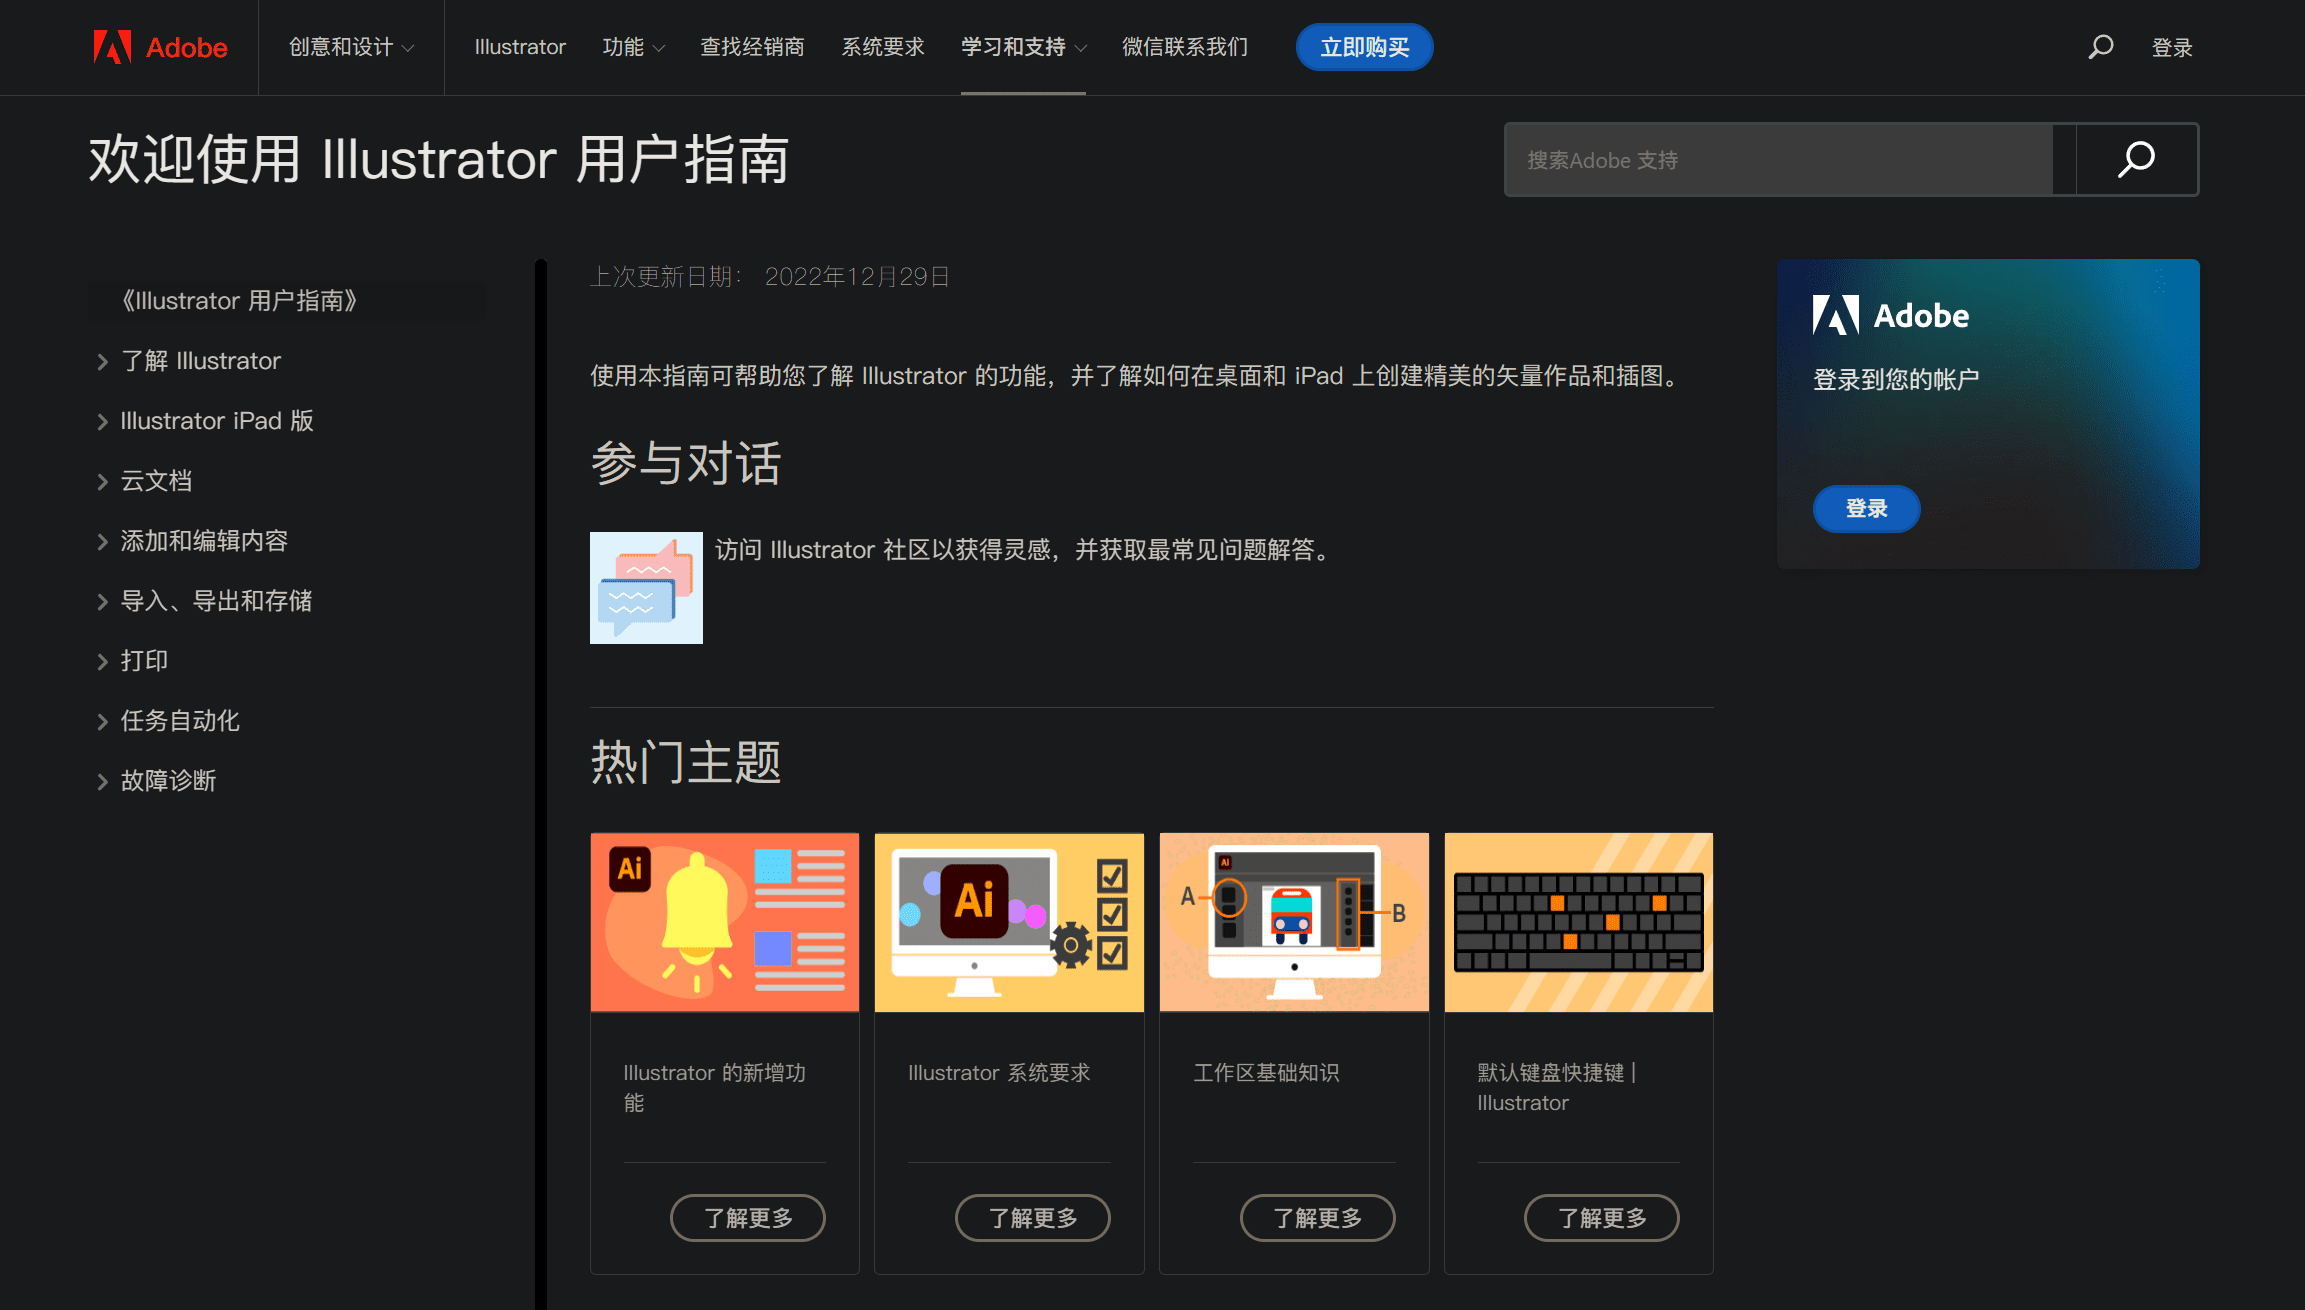 Adobe
创意和设计
Illustrator
功能
查找经销商
系统要求
学习和支持
微信联系我们
立即购买
登录
欢迎使用 Illustrator 用户指南
搜索Adobe 支持
《Illustrator 用户指南》
了解 Illustrator
Illustrator iPad 版
云文档
添加和编辑内容
导入、导出和存储
打印
任务自动化
故障诊断
上次更新日期： 2022年12月29日
使用本指南可帮助您了解 Illustrator 的功能，并了解如何在桌面和 iPad 上创建精美的矢量作品和插图。
参与对话
访问 Illustrator 社区以获得灵感，并获取最常见问题解答。
热门主题
Ai
Illustrator 的新增功
能
了解更多
Ai
Illustrator 系统要求
了解更多
Ai
A
B
工作区基础知识
了解更多
默认键盘快捷键 |
Illustrator
了解更多
Adobe
登录到您的帐户
登录